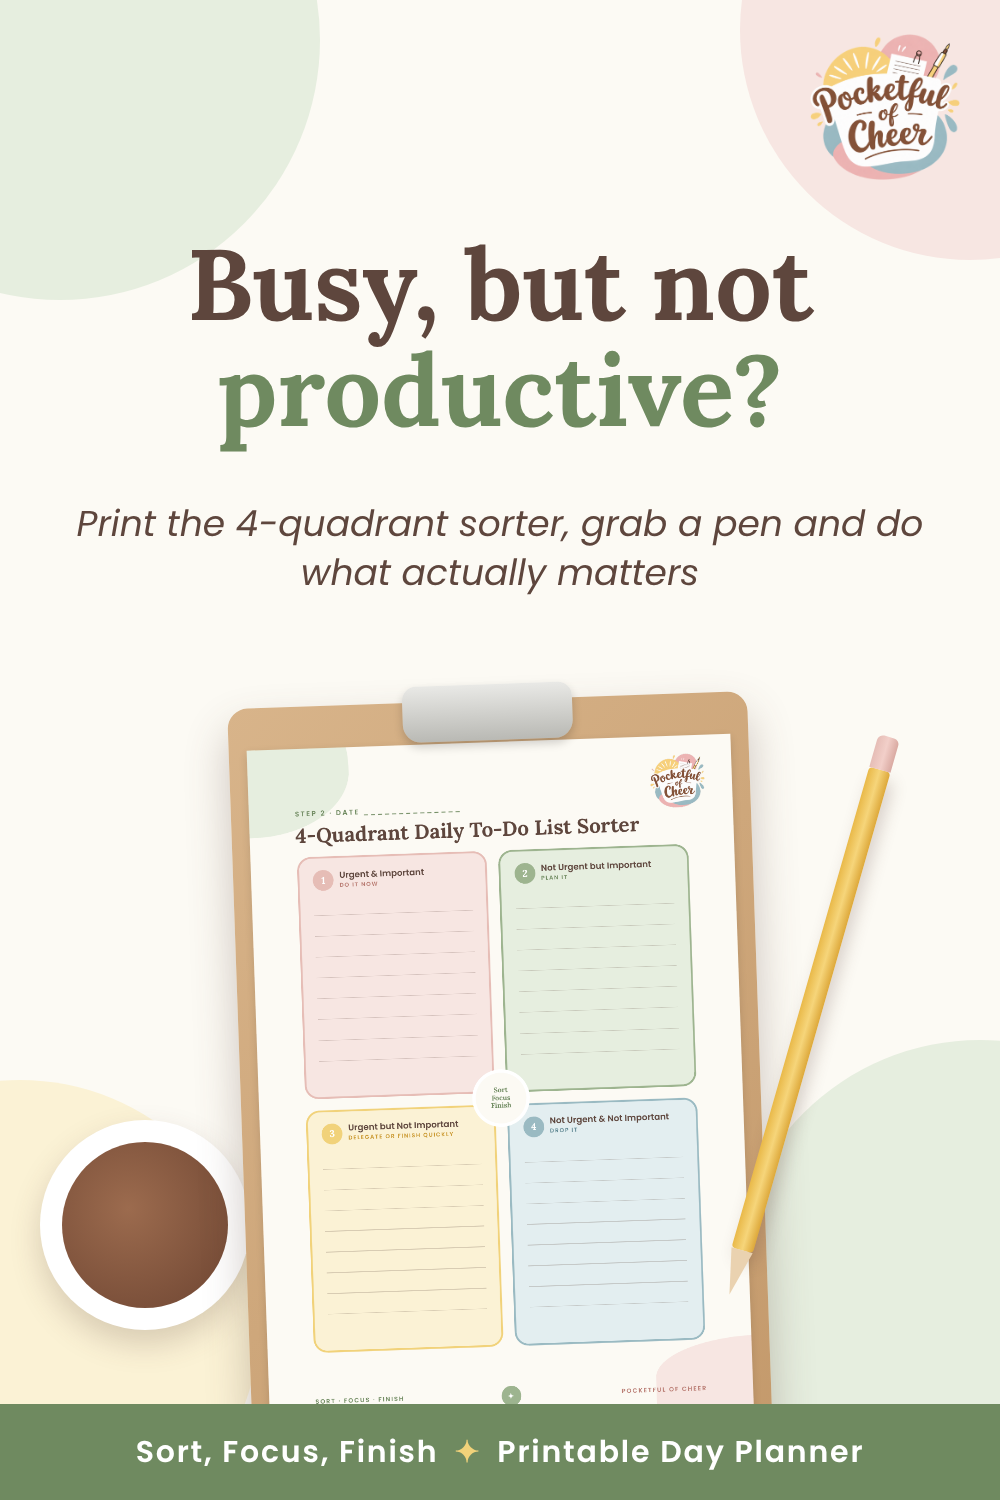 Pocketful
of
Cheer
Busy, but not
productive?
Print the 4-quadrant sorter, grab a pen and do
what actually matters
Pocketful
of
Cheer
STEP 2 · DATE _______________
4-Quadrant Daily To-Do List Sorter
1 Urgent & Important
DO IT NOW
2 Not Urgent but Important
PLAN IT
Sort
Focus
Finish
3 Urgent but Not Important
DELEGATE OR FINISH QUICKLY
4 Not Urgent & Not Important
DROP IT
SORT · FOCUS · FINISH
POCKETFUL OF CHEER
Sort, Focus, Finish ✦ Printable Day Planner